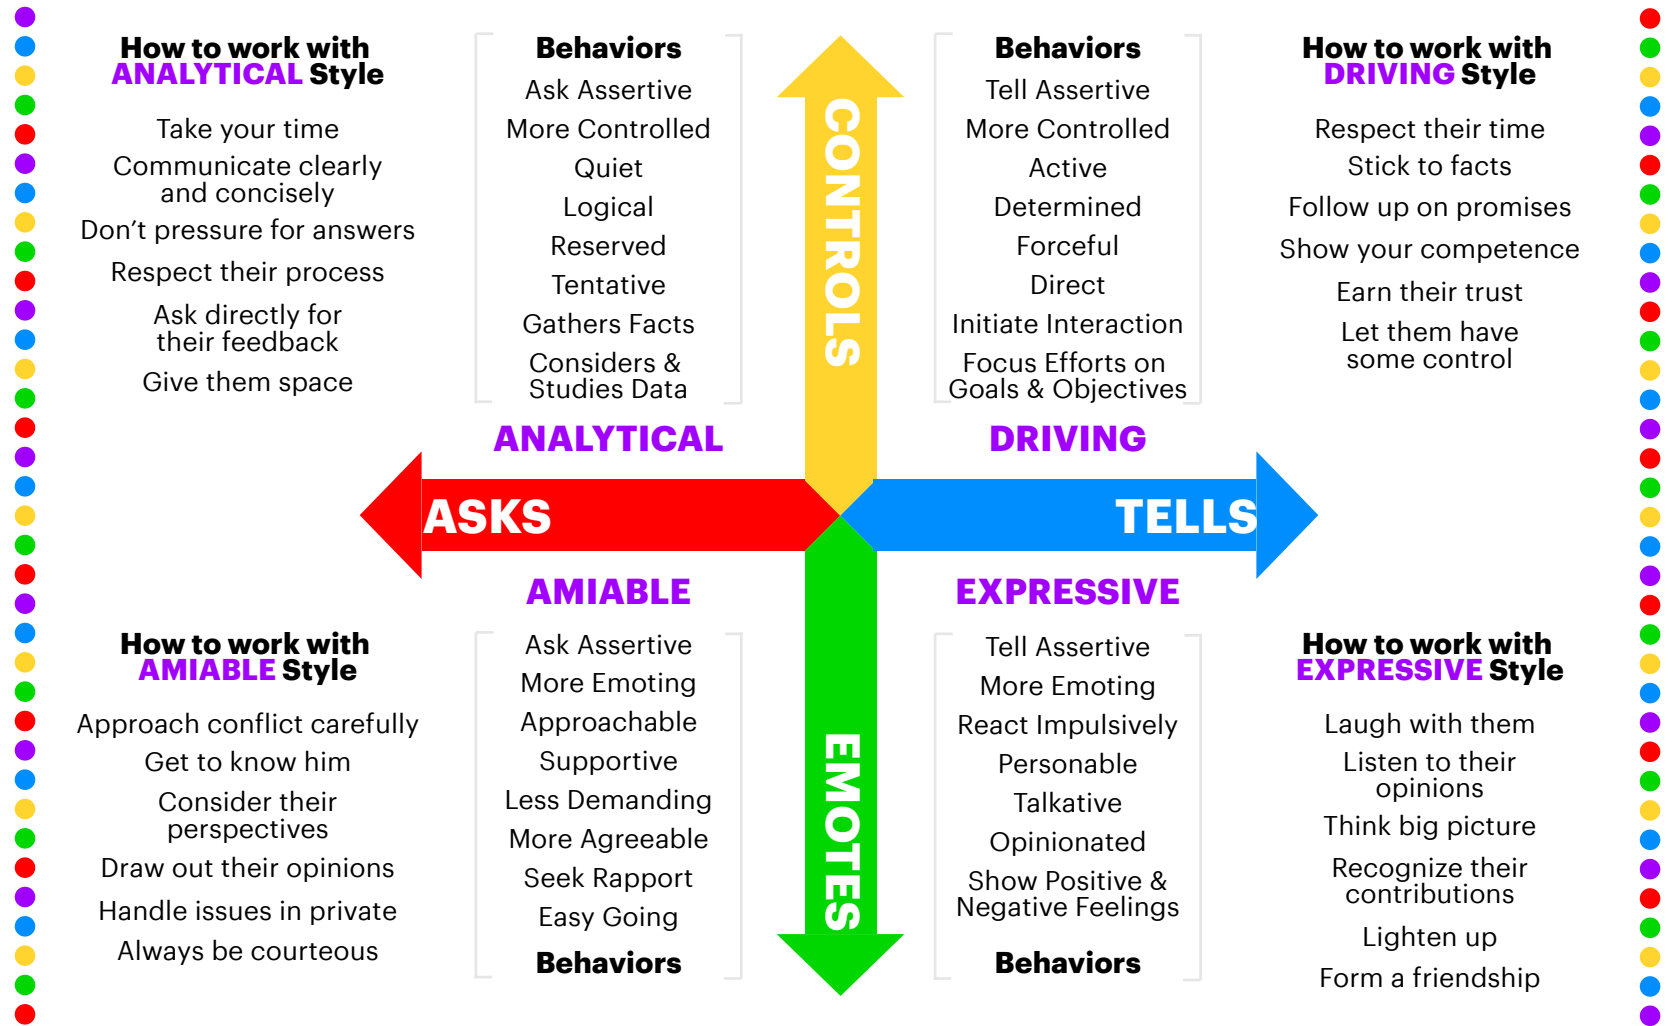 How to work with
ANALYTICAL Style
Take your time
Communicate clearly
and concisely
Don't pressure for answers
Respect their process
Ask directly for
their feedback
Give them space
Behaviors
Ask Assertive
More Controlled
Quiet
Logical
Reserved
Tentative
Gathers Facts
Considers &
Studies Data
ANALYTICAL
CONTROLS
Behaviors
Tell Assertive
More Controlled
Active
Determined
Forceful
Direct
Initiate Interaction
Focus Efforts on
Goals & Objectives
DRIVING
How to work with
DRIVING Style
Respect their time
Stick to facts
Follow up on promises
Show your competence
Earn their trust
Let them have
some control
ASKS
TELLS
How to work with
AMIABLE Style
Approach conflict carefully
Get to know him
Consider their
perspectives
Draw out their opinions
Handle issues in private
Always be courteous
AMIABLE
Ask Assertive
More Emoting
Approachable
Supportive
Less Demanding
More Agreeable
Seek Rapport
Easy Going
Behaviors
EMOTES
EXPRESSIVE
Tell Assertive
More Emoting
React Impulsively
Personable
Talkative
Opinionated
Show Positive &
Negative Feelings
Behaviors
How to work with
EXPRESSIVE Style
Laugh with them
Listen to their
opinions
Think big picture
Recognize their
contributions
Lighten up
Form a friendship